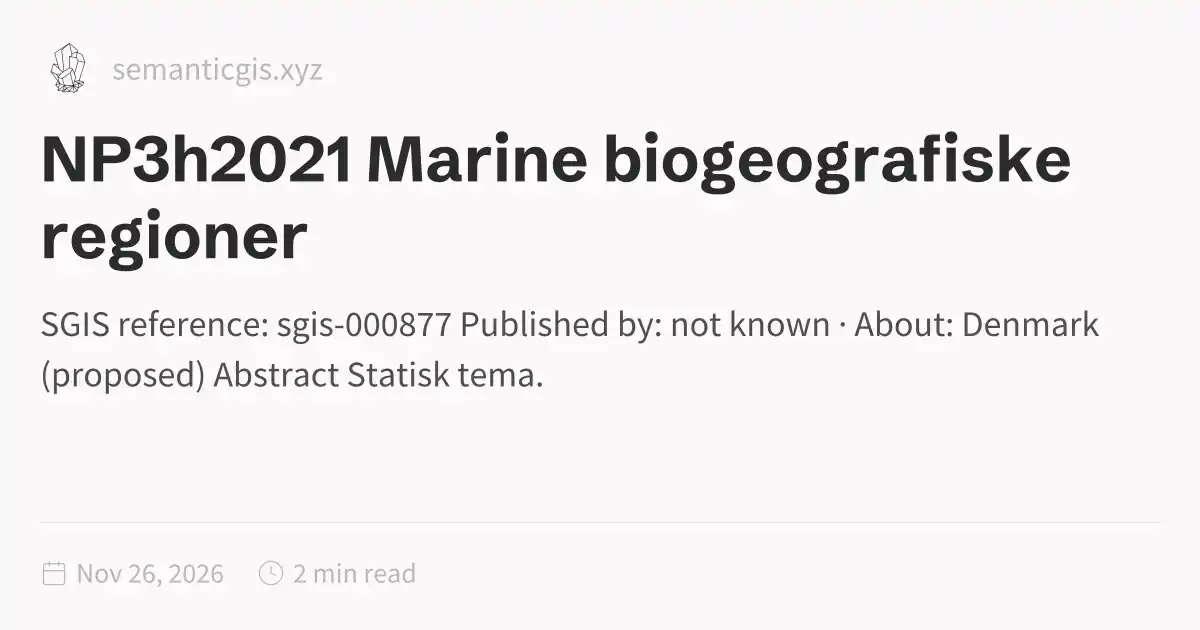 semanticgis.xyz
NP3h2021 Marine biogeografiske
regioner
SGIS reference: sgis-000877 Published by: not known · About: Denmark
(proposed) Abstract Statisk tema.
Nov 26, 2026 2 min read